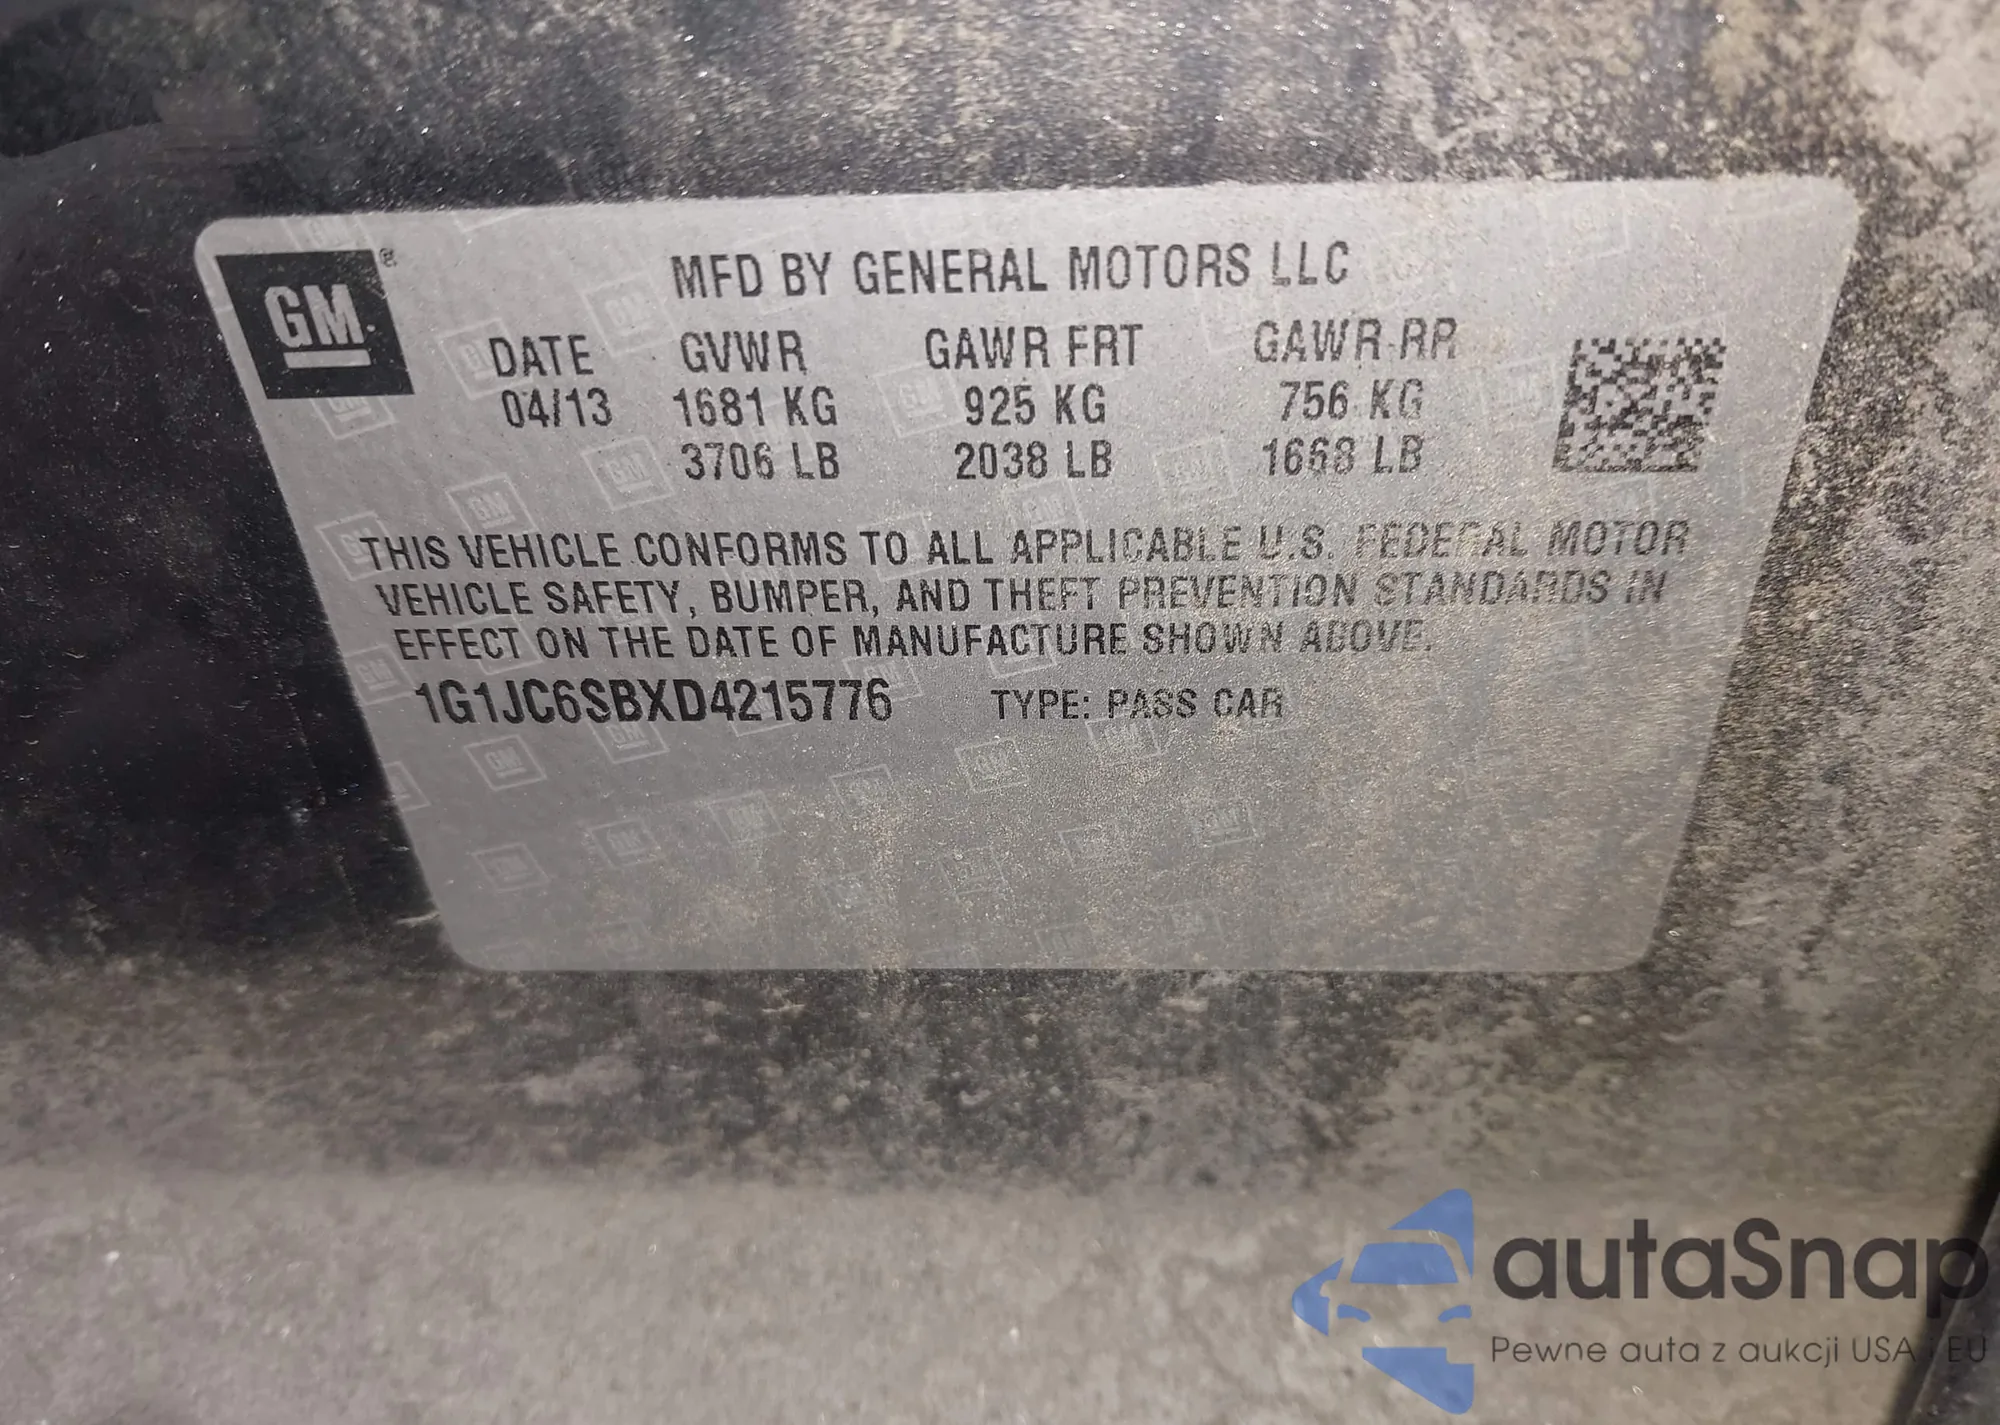 GM
MFD BY GENERAL MOTORS LLC
DATE GVWR GAWR FRT GAWR RR
04/13 1681 KG 925 KG 756 KG
3706 LB 2038 LB 1668 LB
THIS VEHICLE CONFORMS TO ALL APPLICABLE U.S. FEDERAL MOTOR
VEHICLE SAFETY, BUMPER, AND THEFT PREVENTION STANDARDS IN
EFFECT ON THE DATE OF MANUFACTURE SHOWN ABOVE.
1G1JC6SBXD4215776 TYPE: PASS CAR
autaSnap
Pewne auta z aukcji USA i EU